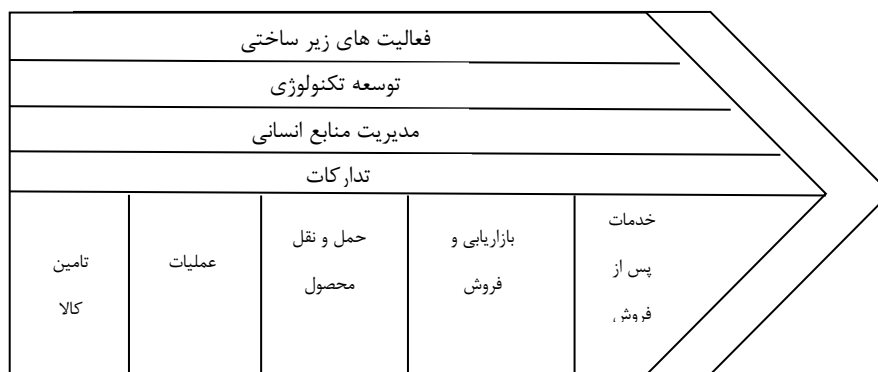 فعالیت های زیر ساختی
توسعه تکنولوژی
مدیریت منابع انسانی
تدارکات
تامین
کالا
عملیات
حمل و نقل
محصول
بازاریابی و
فروش
خدمات
پس از
فروش